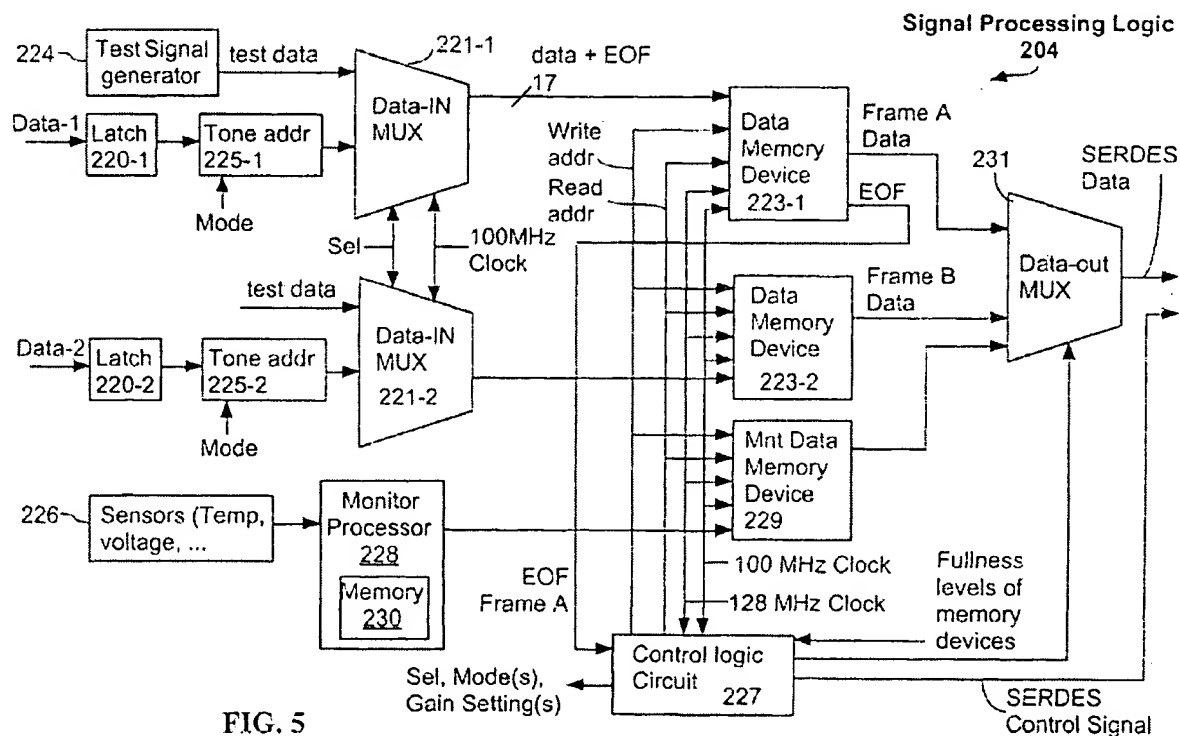 Signal Processing Logic
204
224
Test Signal
generator
test data
221-1
data + EOF
17
Data-IN
MUX
Data-1
Latch
220-1
Tone addr
225-1
Mode
Write
addr
Read
addr
Data
Memory
Device
223-1
Frame A
Data
EOF
231
SERDES
Data
Sel
100MHz
Clock
Data-out
MUX
test data
Data-2
Latch
220-2
Tone addr
225-2
Mode
Data-IN
MUX
221-2
Data
Memory
Device
223-2
Frame B
Data
Mnt Data
Memory
Device
229
226
Sensors (Temp,
voltage, ...
Monitor
Processor
228
Memory
230
EOF
Frame A
100 MHz Clock
128 MHz Clock
Fullness
levels of
memory
devices
Control logic
Circuit
227
Sel, Mode(s),
Gain Setting(s)
SERDES
Control Signal
FIG. 5